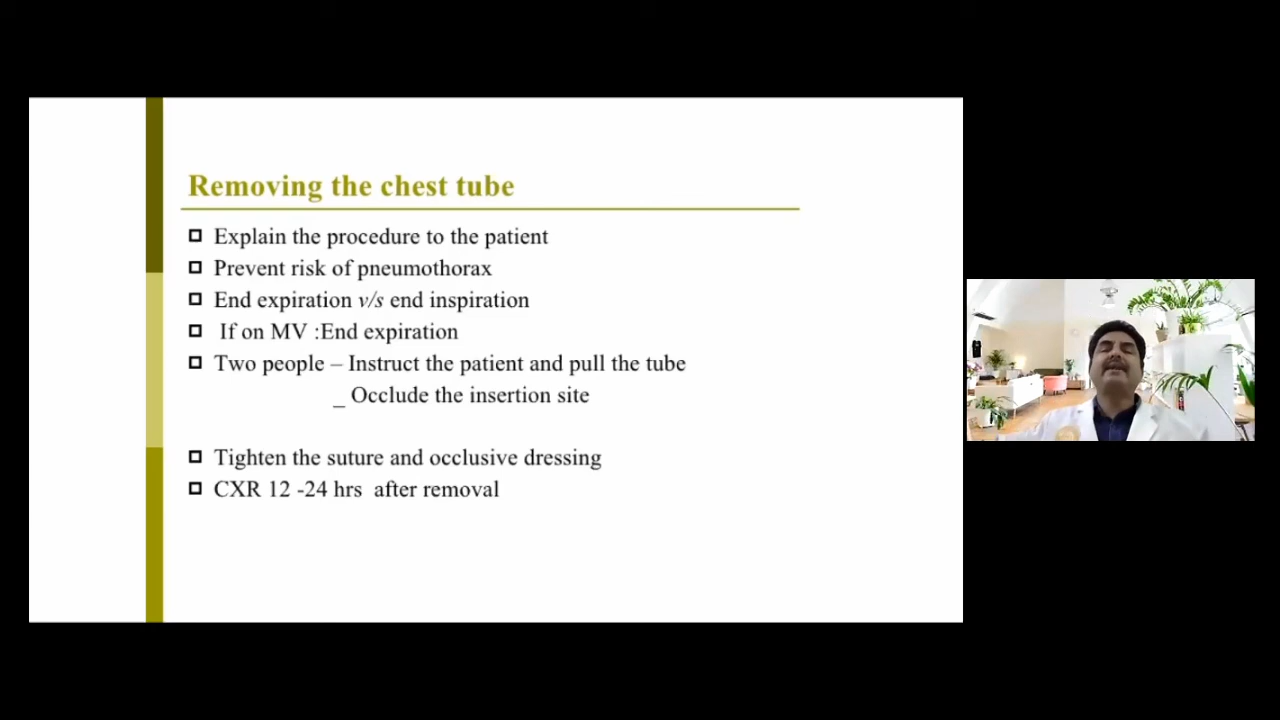 Removing the chest tube
Explain the procedure to the patient
Prevent risk of pneumothorax
End expiration v/s end inspiration
If on MV :End expiration
Two people – Instruct the patient and pull the tube
_ Occlude the insertion site
Tighten the suture and occlusive dressing
CXR 12 -24 hrs after removal